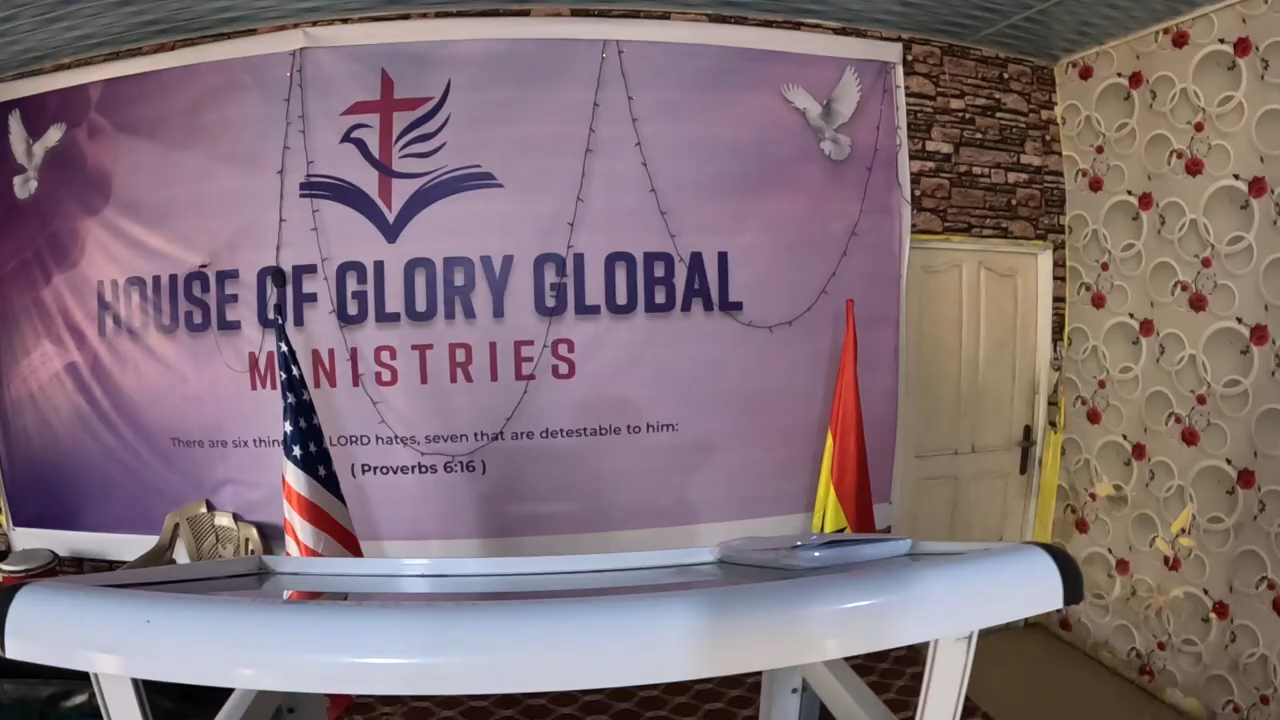 HOUSE OF GLORY GLOBAL
MINISTRIES
There are six LORD hates, seven that are detestable to him:
( Proverbs 6:16 )